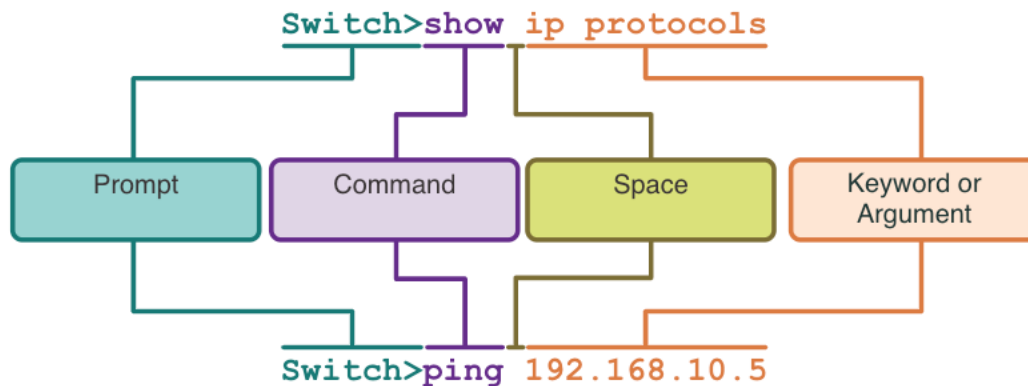 Switch>show ip protocols
Prompt
Command
Space
Keyword or
Argument
Switch>ping 192.168.10.5